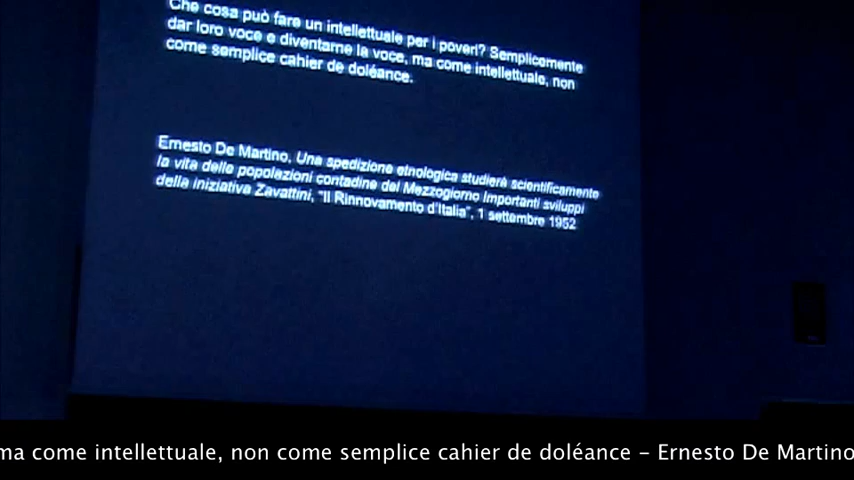 Che cosa può fare un intellettuale per i poveri? Semplicemente
dar loro voce e diventarne la voce, ma come intellettuale, non
come semplice cahier de doléance.
Ernesto De Martino, Una spedizione etnologica studierà scientificamente
la vita delle popolazioni contadine del Mezzogiorno Importanti sviluppi
della iniziativa Zavattini, "Il Rinnovamento d'Italia", 1 settembre 1952
ma come intellettuale, non come semplice cahier de doléance – Ernesto De Martino